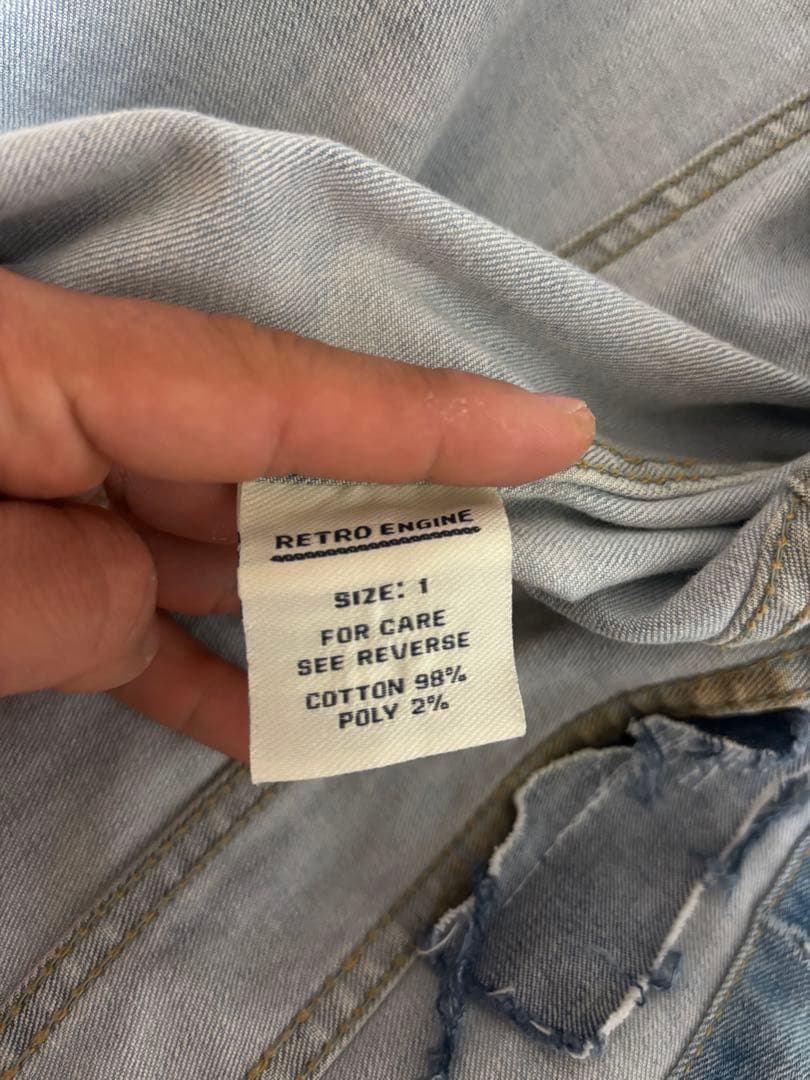 RETRO ENGINE
SIZE: 1
FOR CARE
SEE REVERSE
COTTON 98%
POLY 2%